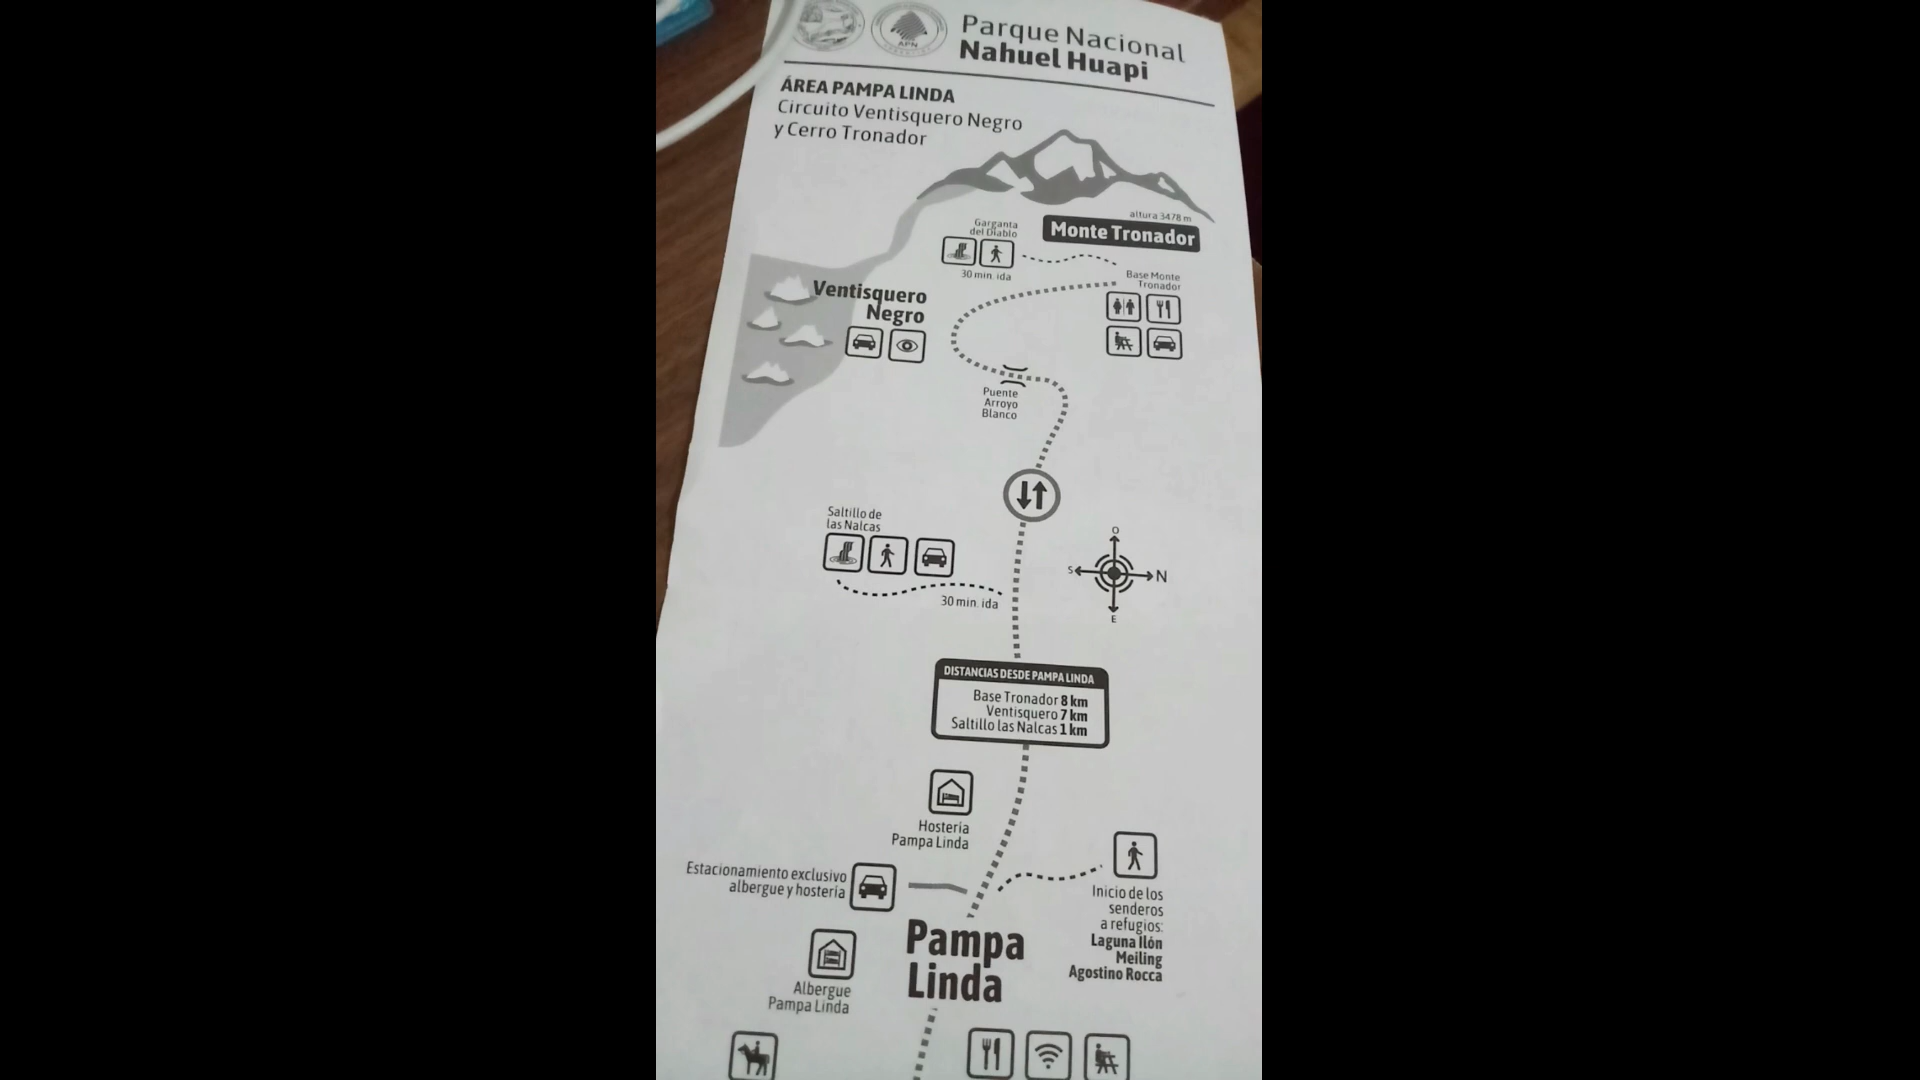 APN
Parque Nacional
Nahuel Huapi
ÁREA PAMPA LINDA
Circuito Ventisquero Negro
y Cerro Tronador
altura 3478 m
Monte Tronador
Garganta
del Diablo
30 min. ida
Base Monte
Tronador
Ventisquero
Negro
Puente
Arroyo
Blanco
Saltillo de
las Nalcas
30 min. ida
O
S
N
E
DISTANCIAS DESDE PAMPA LINDA
Base Tronador 8 km
Ventisquero 7 km
Saltillo las Nalcas 1 km
Hostería
Pampa Linda
Estacionamiento exclusivo
albergue y hostería
Inicio de los
senderos
a refugios:
Laguna Ilón
Meiling
Agostino Rocca
Pampa
Linda
Albergue
Pampa Linda